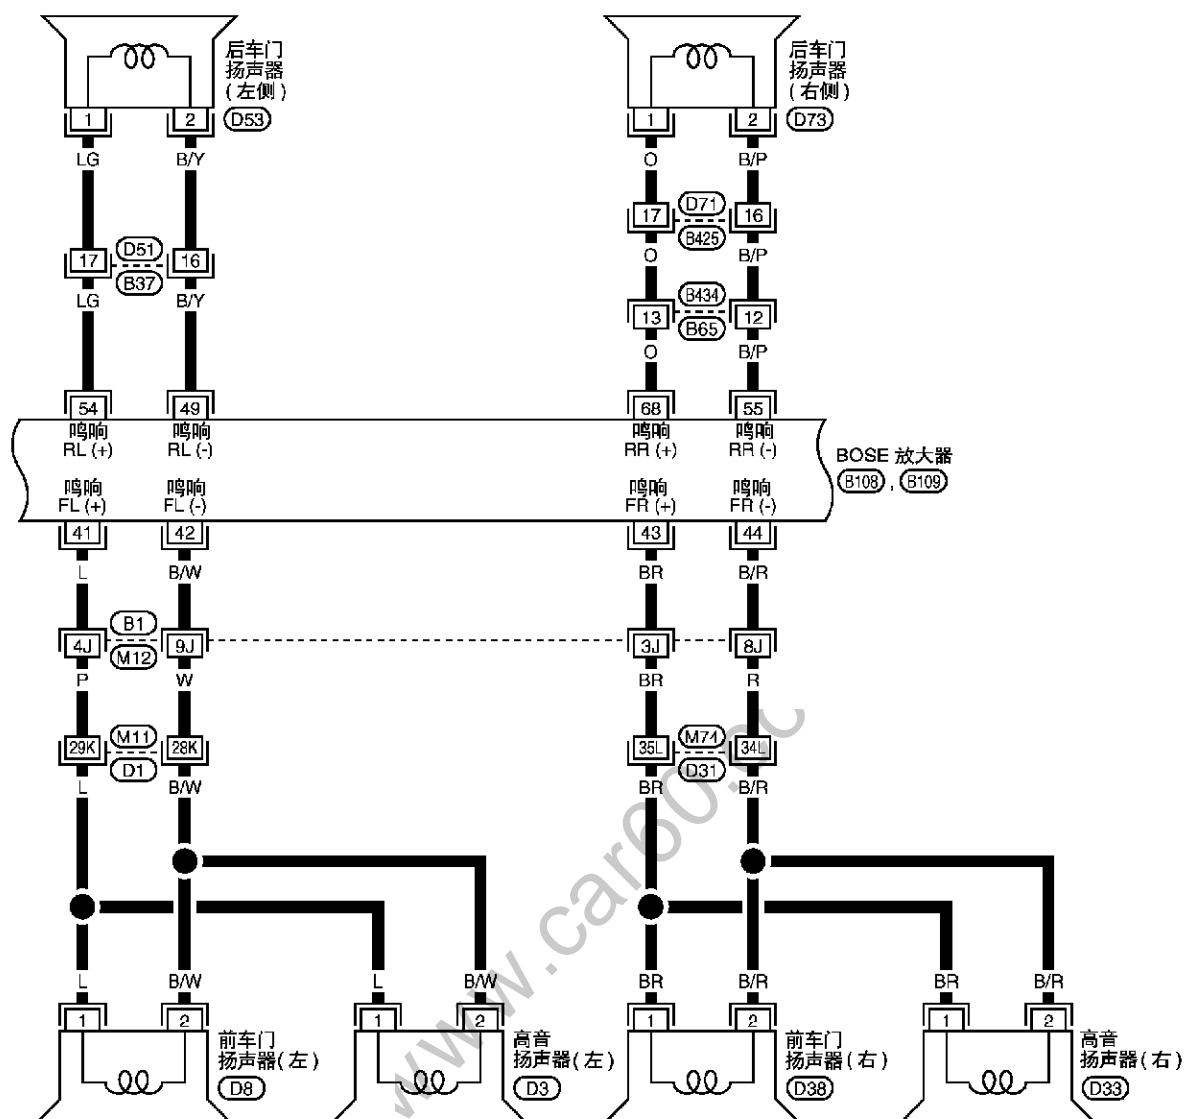 后车门
扬声器
(左侧)
D53
后车门
扬声器
(右侧)
D73
1 2 1 2
LG B/Y O B/P
17 D71 16
B425
17 D51 16
B37
O B/P
LG B/Y
13 B434 12
B65
O B/P
54 49 68 55
鸣响 鸣响 鸣响 鸣响
RL (+) RL (-) RR (+) RR (-)
BOSE 放大器
B108 , B109
鸣响 鸣响 鸣响 鸣响
FL (+) FL (-) FR (+) FR (-)
41 42 43 44
L B/W BR B/R
4J B1 9J 3J 8J
M12
P W BR R
29K M11 28K 35L M74 34L
D1 D31
L B/W BR B/R
L B/W L B/W BR B/R BR B/R
1 2 1 2 1 2 1 2
前车门
扬声器(左)
D8
高音
扬声器(左)
D3
前车门
扬声器(右)
D38
高音
扬声器(右)
D33
www.car60.co